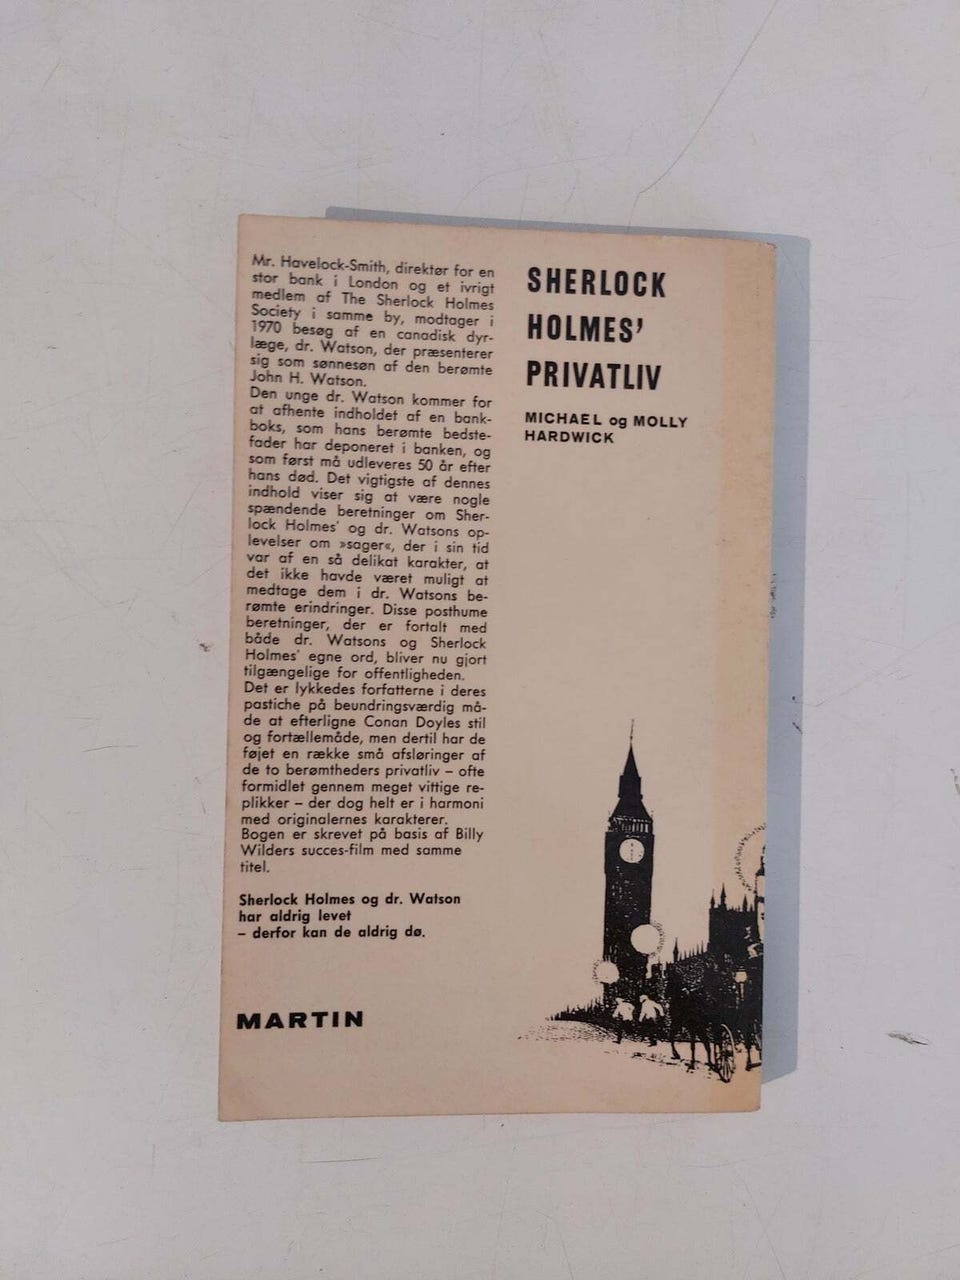 Mr. Havelock-Smith, direktør for en
stor bank i London og et ivrigt
medlem af The Sherlock Holmes
Society i samme by, modtager i
1970 besøg af en canadisk dyr-
læge, dr. Watson, der præsenterer
sig som sønnesøn af den berømte
John H. Watson.
Den unge dr. Watson kommer for
at afhente indholdet af en bank-
boks, som hans berømte bedste-
fader har deponeret i banken, og
som først må udleveres 50 år efter
hans død. Det vigtigste af dennes
indhold viser sig at være nogle
spændende beretninger om Sher-
lock Holmes' og dr. Watsons op-
levelser om »sager«, der i sin tid
var af en så delikat karakter, at
det ikke havde været muligt at
medtage dem i dr. Watsons be-
rømte erindringer. Disse posthume
beretninger, der er fortalt med
både dr. Watsons og Sherlock
Holmes' egne ord, bliver nu gjort
tilgængelige for offentligheden.
Det er lykkedes forfatterne i deres
pastiche på beundringsværdig må-
de at efterligne Conan Doyles stil
og fortællemåde, men dertil har de
føjet en række små afsløringer af
de to berømtheders privatliv – ofte
formidlet gennem meget vittige re-
plikker – der dog helt er i harmoni
med originalernes karakterer.
Bogen er skrevet på basis af Billy
Wilders succes-film med samme
titel.
Sherlock Holmes og dr. Watson
har aldrig levet
– derfor kan de aldrig dø.
MARTIN
SHERLOCK
HOLMES'
PRIVATLIV
MICHAEL og MOLLY
HARDWICK